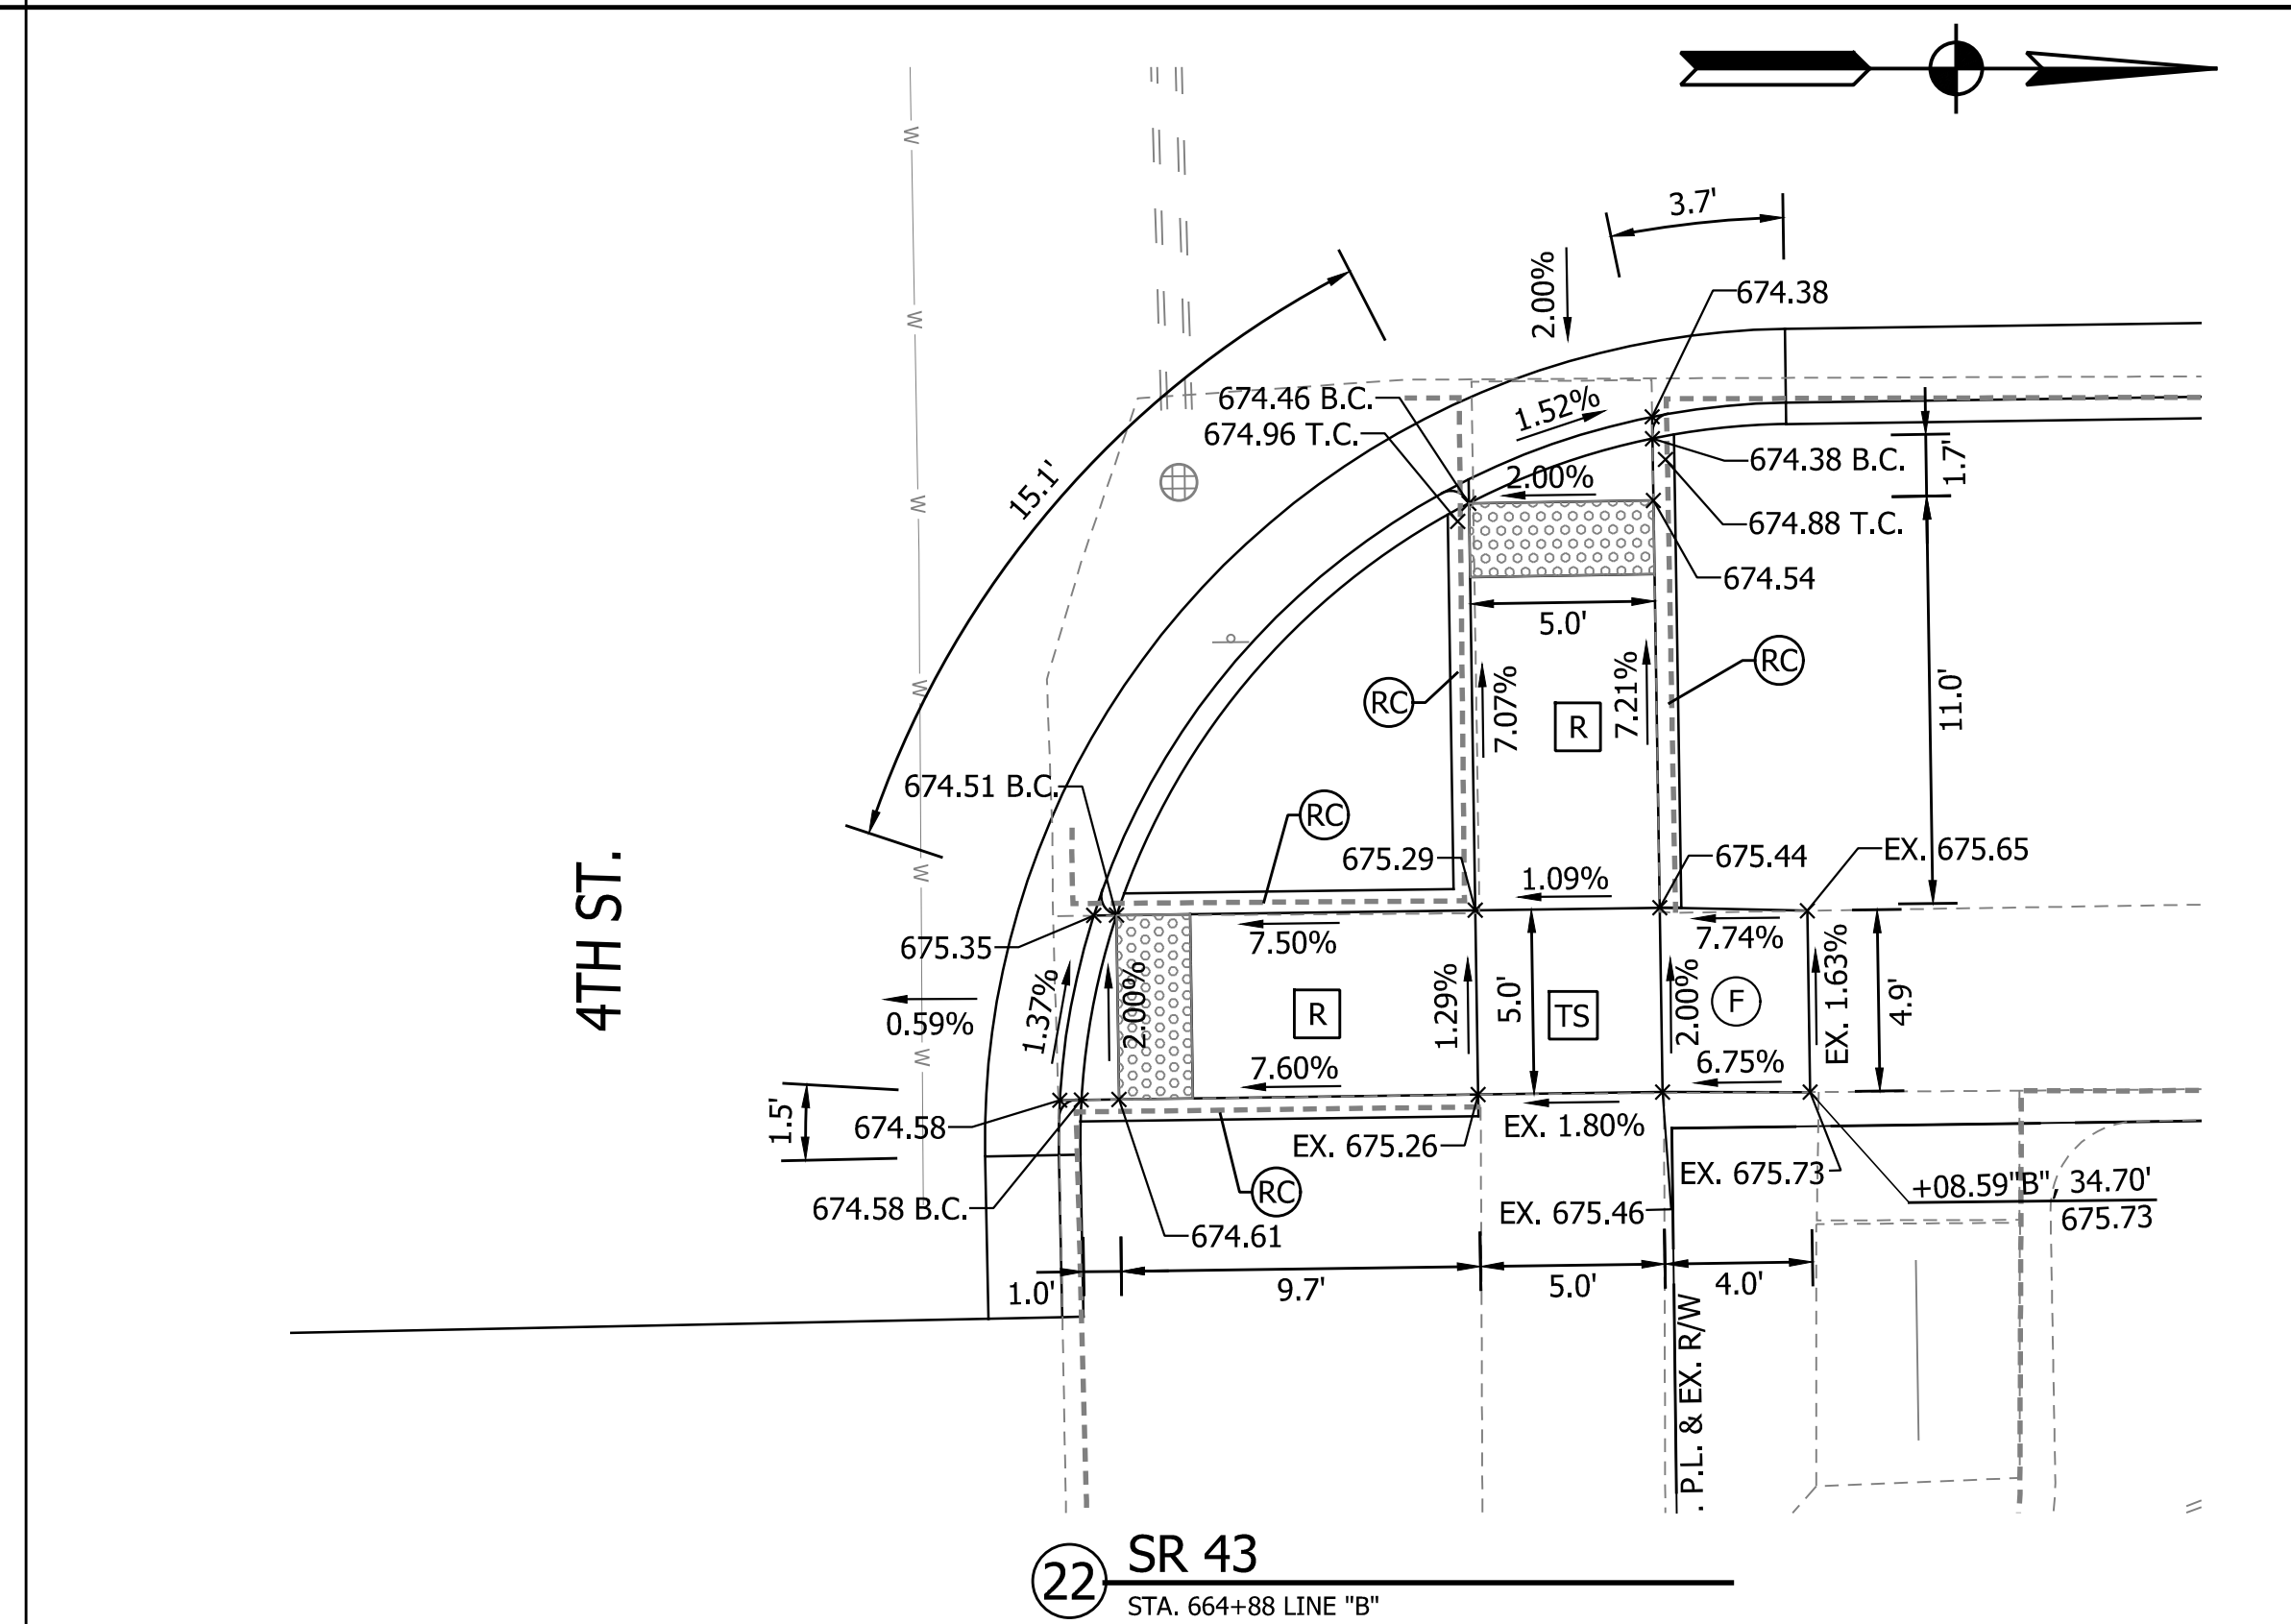 3.7'
2.00%
674.38
674.46 B.C.
1.52%
674.96 T.C.
2.00%
674.38 B.C.
1.7'
15.1'
674.88 T.C.
674.54
5.0'
RC
RC
7.07%
R
7.21%
11.0'
674.51 B.C.
RC
675.29
675.44
EX. 675.65
1.09%
4TH ST.
675.35
7.50%
7.74%
0.59%
1.37%
2.00%
R
1.29%
5.0'
TS
2.00%
F
EX. 1.63%
4.9'
7.60%
6.75%
1.5'
674.58
EX. 675.26
EX. 1.80%
EX. 675.73
+08.59"B", 34.70'
675.73
674.58 B.C.
RC
674.61
EX. 675.46
1.0'
9.7'
5.0'
4.0'
. P.L. & EX. R/W
W
W
W
W
W
W
22
SR 43
STA. 664+88 LINE "B"